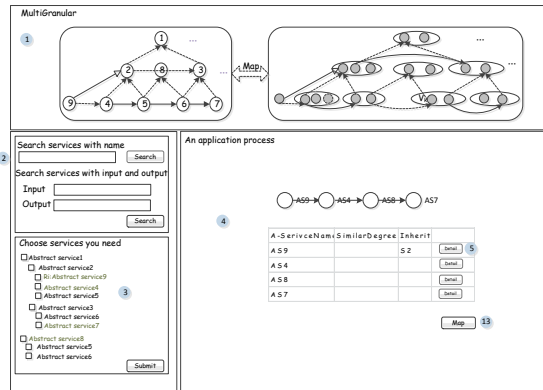 MultiGranular
1
1
...
2
8
3
9
4
5
6
7
Map
...
...
2
Search services with name
Search
Search services with input and output
Input
Output
Search
Choose services you need
Abstract service1
Abstract service2
Ri:Abstract service9
Abstract service4
Abstract service5
Abstract service3
Abstract service6
Abstract service7
Abstract service8
Abstract service5
Abstract service6
3
Submit
An application process
4
AS9
AS4
AS8
AS7
A-SerivceName SimilarDegree Inherit
AS9 S2 Detail 5
AS4 Detail
AS8 Detail
AS7 Detail
Map 13